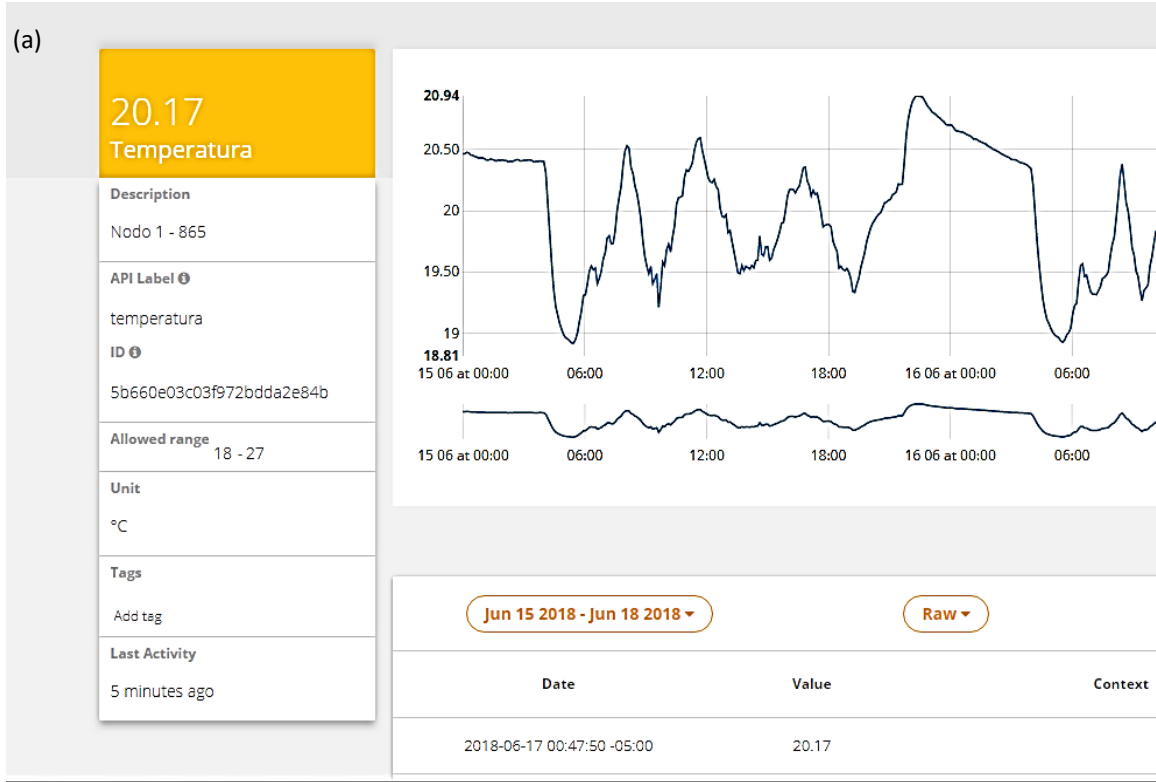 (a)
20.17
Temperatura
Description
Nodo 1 - 865
API Label
temperatura
ID
5b660e03c03f972bdda2e84b
Allowed range
18 - 27
Unit
°C
Tags
Add tag
Last Activity
5 minutes ago
20.94
20.50
20
19.50
19
18.81
15 06 at 00:00 06:00 12:00 18:00 16 06 at 00:00 06:00
15 06 at 00:00 06:00 12:00 18:00 16 06 at 00:00 06:00
Jun 15 2018 - Jun 18 2018 Raw
Date Value Context
2018-06-17 00:47:50 -05:00 20.17